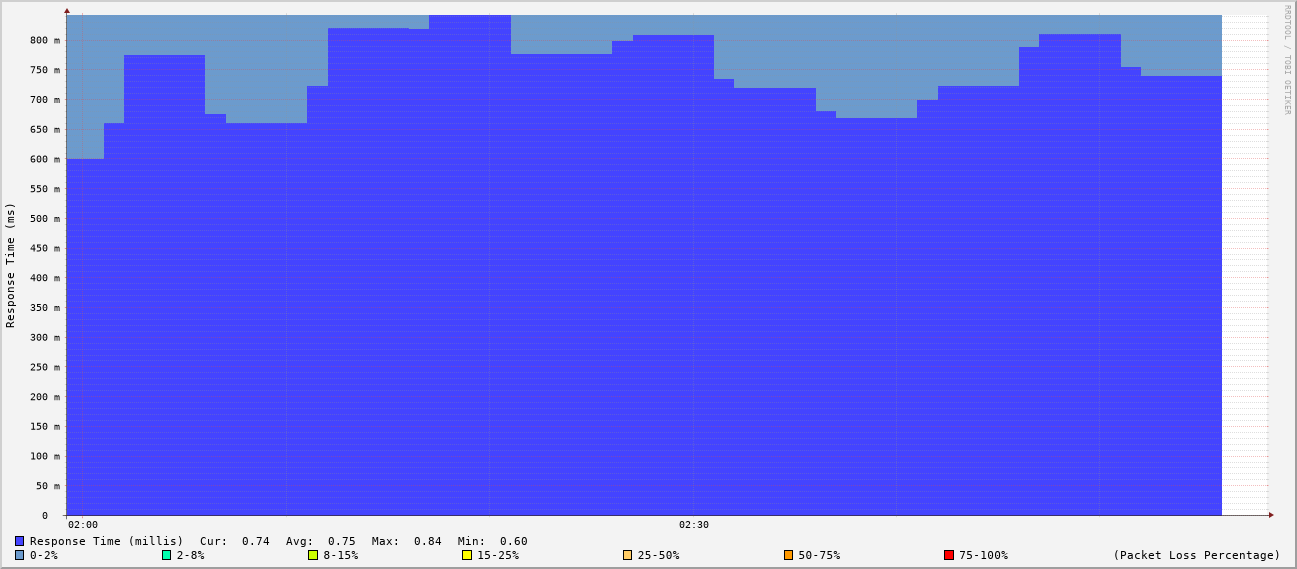 RRDTOOL / TOBI OETIKER
Response Time (ms)
800 m
750 m
700 m
650 m
600 m
550 m
500 m
450 m
400 m
350 m
300 m
250 m
200 m
150 m
100 m
50 m
0
02:00 02:30
Response Time (millis) Cur: 0.74 Avg: 0.75 Max: 0.84 Min: 0.60
0-2% 2-8% 8-15% 15-25% 25-50% 50-75% 75-100% (Packet Loss Percentage)